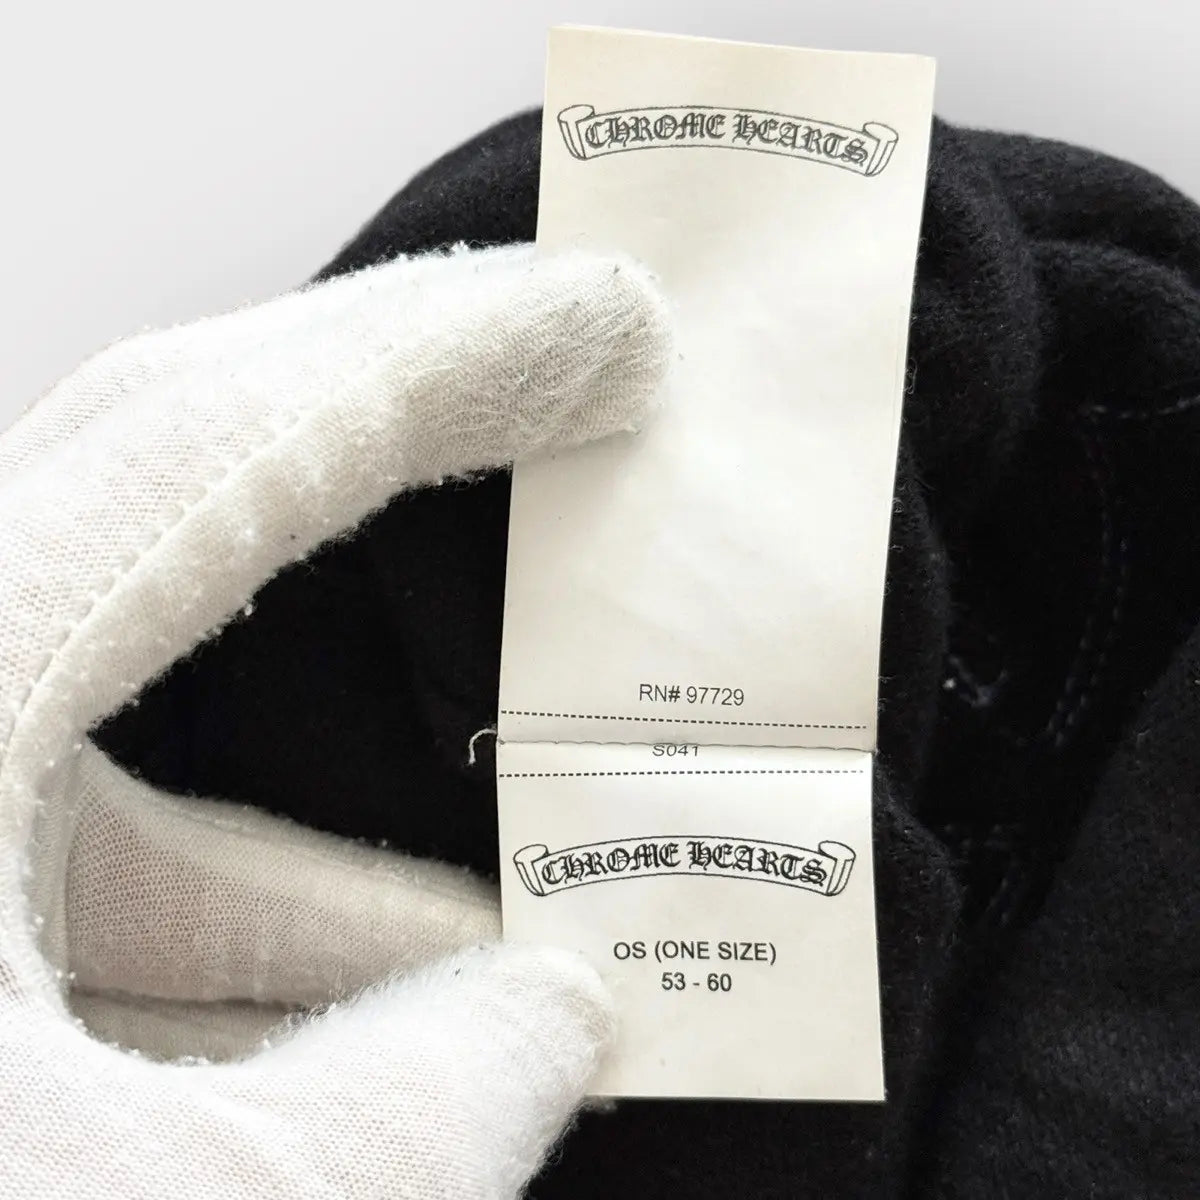 CHROME HEARTS
RN# 97729
S041
CHROME HEARTS
OS (ONE SIZE)
53 - 60